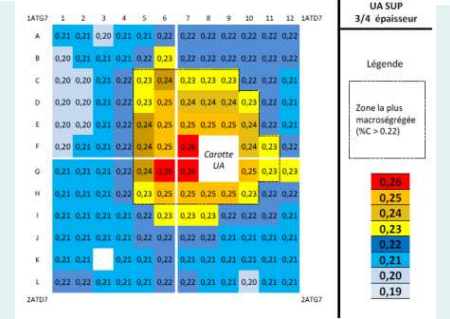 UA SUP
3/4 épaisseur
1ATD7 1 2 3 4 5 6 7 8 9 10 11 12 1ATG7
A 0,21 0,21 0,20 0,21 0,21 0,22 0,22 0,22 0,22 0,22 0,22 0,22
B 0,20 0,21 0,21 0,21 0,22 0,23 0,22 0,22 0,22 0,22 0,22 0,21
C 0,20 0,20 0,21 0,21 0,23 0,24 0,23 0,23 0,23 0,22 0,22 0,21
D 0,20 0,20 0,21 0,22 0,23 0,25 0,24 0,24 0,24 0,23 0,22 0,21
E 0,20 0,20 0,21 0,22 0,24 0,25 0,25 0,25 0,25 0,24 0,22 0,21
F 0,20 0,21 0,21 0,22 0,24 0,25 0,26 0,24 0,23 0,22
Carotte
UA
G 0,21 0,21 0,21 0,21 0,24 0,26 0,26 0,25 0,23 0,23
H 0,21 0,21 0,21 0,22 0,23 0,25 0,25 0,25 0,25 0,23 0,22 0,22
I 0,21 0,21 0,21 0,21 0,22 0,23 0,23 0,23 0,22 0,22 0,22 0,21
J 0,21 0,21 0,21 0,21 0,22 0,22 0,22 0,22 0,21 0,21 0,21 0,21
K 0,21 0,21 0,21 0,21 0,21 0,22 0,21 0,21 0,21 0,21 0,21
L 0,22 0,22 0,21 0,21 0,21 0,22 0,22 0,21 0,21 0,20 0,21 0,21
2ATD7 2ATG7
Légende
Zone la plus
macroségrégée
(%C > 0.22)
0,26
0,25
0,24
0,23
0,22
0,21
0,20
0,19